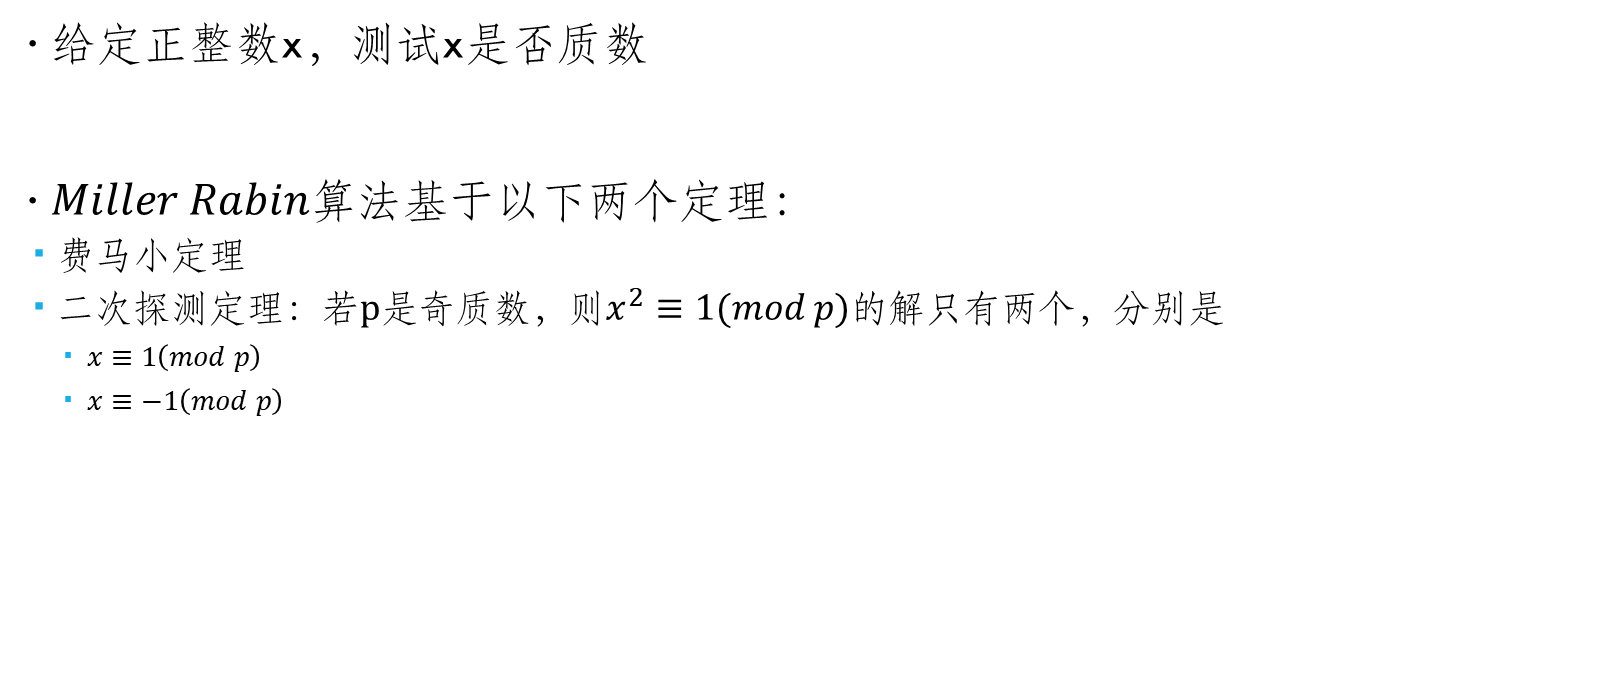 · 给定正整数x，测试x是否质数
· Miller Rabin算法基于以下两个定理：
▪ 费马小定理
▪ 二次探测定理：若p是奇质数，则x² ≡ 1(mod p)的解只有两个，分别是
▪ x ≡ 1(mod p)
▪ x ≡ −1(mod p)